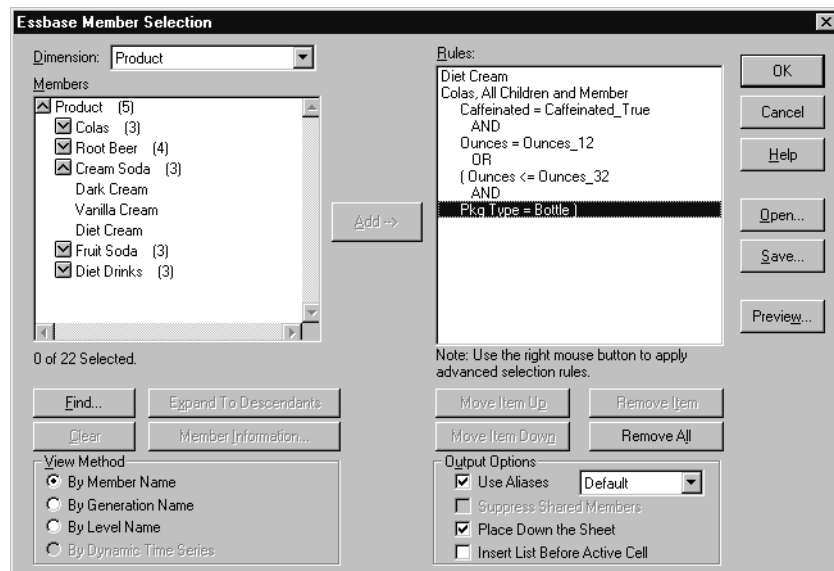 Essbase Member Selection
Dimension: Product
Members
Product (5)
Colas (3)
Root Beer (4)
Cream Soda (3)
Dark Cream
Vanilla Cream
Diet Cream
Fruit Soda (3)
Diet Drinks (3)
0 of 22 Selected.
Find...
Expand To Descendants
Clear
Member Information...
View Method
By Member Name
By Generation Name
By Level Name
By Dynamic Time Series
Add -->
Rules:
Diet Cream
Colas, All Children and Member
Caffeinated = Caffeinated_True
AND
Ounces = Ounces_12
OR
( Ounces <= Ounces_32
AND
Pkg Type = Bottle )
Note: Use the right mouse button to apply
advanced selection rules.
Move Item Up
Remove Item
Move Item Down
Remove All
Output Options
Use Aliases
Default
Suppress Shared Members
Place Down the Sheet
Insert List Before Active Cell
OK
Cancel
Help
Open...
Save...
Preview...